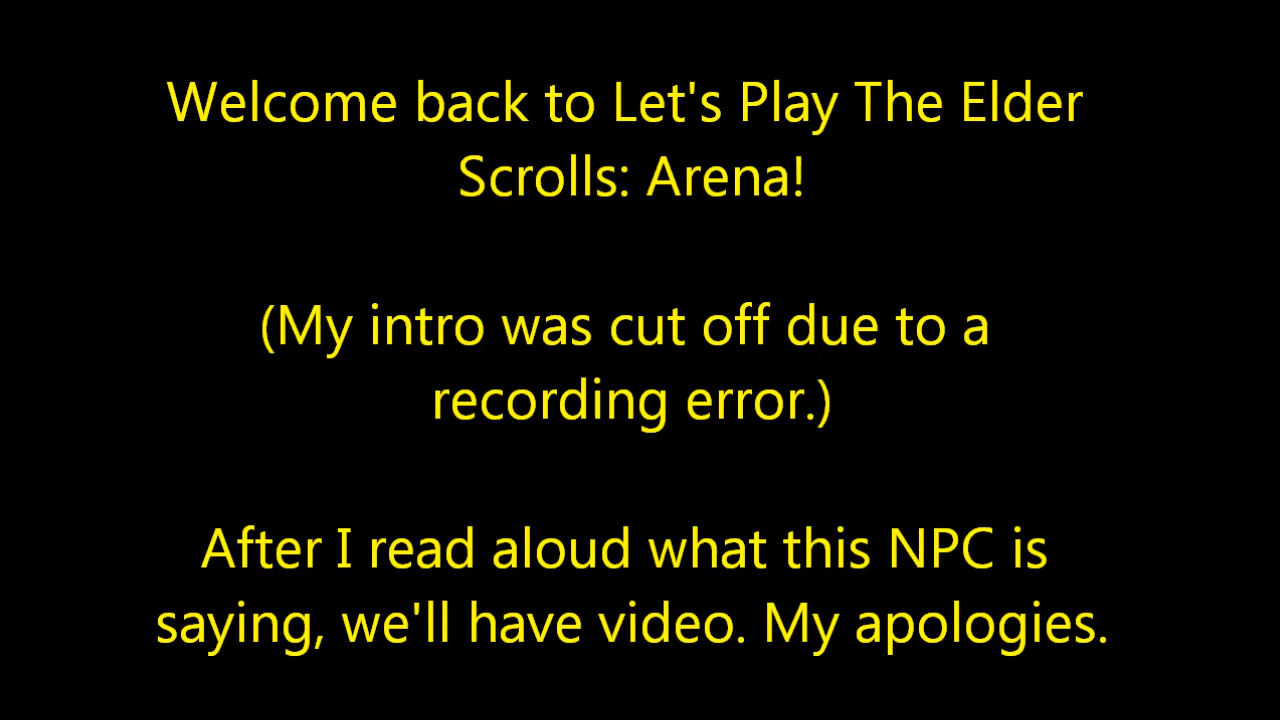 Welcome back to Let's Play The Elder
Scrolls: Arena!
(My intro was cut off due to a
recording error.)
After I read aloud what this NPC is
saying, we'll have video. My apologies.